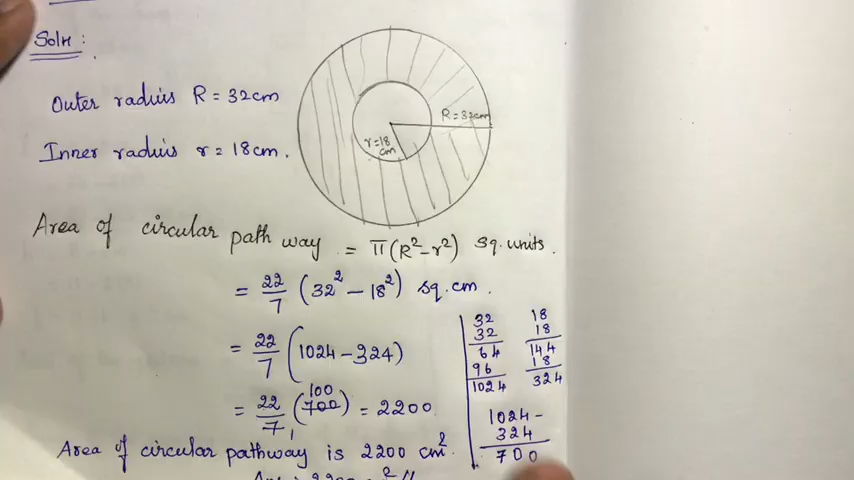 Soln :
Outer radius R = 32cm
Inner radius r = 18cm.
R = 32cm
r=18
cm
Area of circular path way = π(R²-r²) sq.units.
= 22/7 (32² - 18²) sq.cm.
= 22/7 (1024-324)
= 22/7 (700) = 2200.
100
1
Area of circular pathway is 2200 cm².
32
32
64
96
1024
18
18
144
18
324
1024-
324
700